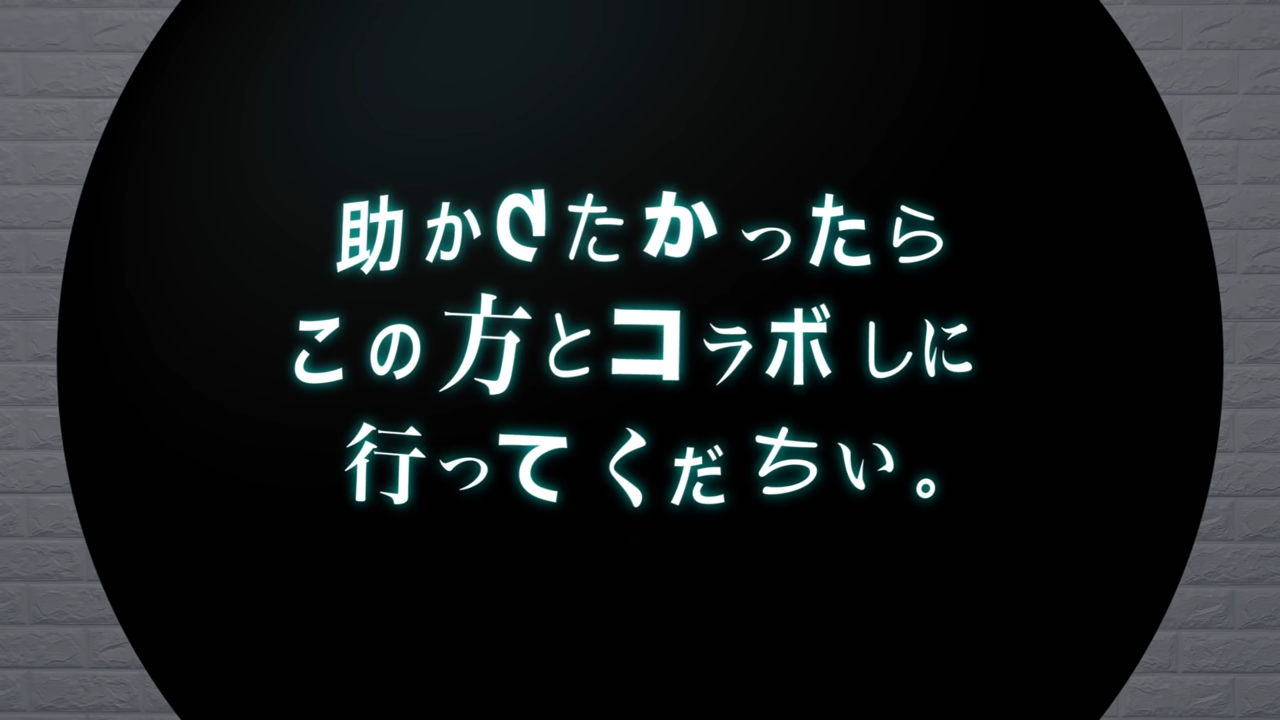 助かりたかったら
この方とコラボしに
行ってくだちい。